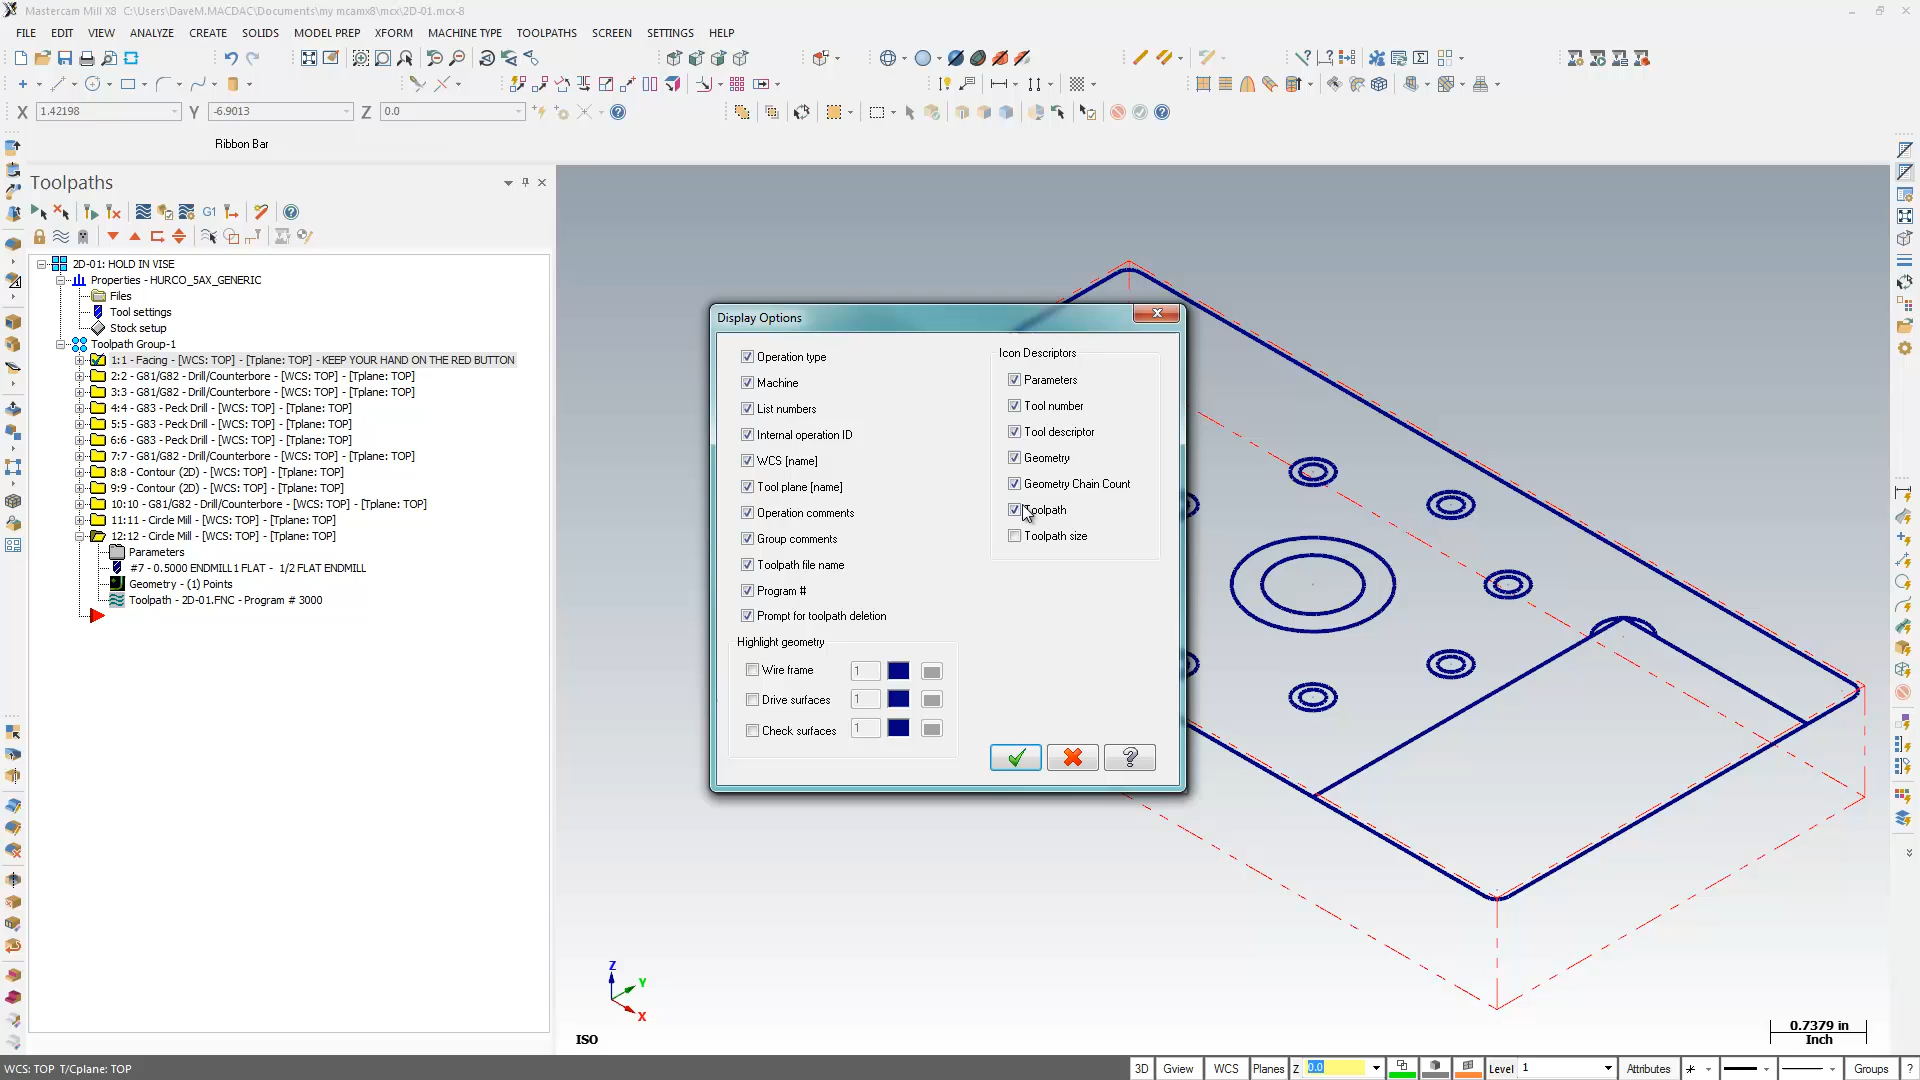 Mastercam Mill X8 C:\Users\DaveM.MACDAC\Documents\my mcamx8\mcx\2D-01.mcx-8
FILE EDIT VIEW ANALYZE CREATE SOLIDS MODEL PREP XFORM MACHINE TYPE TOOLPATHS SCREEN SETTINGS HELP
X 1.42198 Y -6.9013 Z 0.0
Ribbon Bar
Toolpaths
G1
2D-01: HOLD IN VISE
Properties - HURCO_5AX_GENERIC
Files
Tool settings
Stock setup
Toolpath Group-1
1:1 - Facing - [WCS: TOP] - [Tplane: TOP] - KEEP YOUR HAND ON THE RED BUTTON
2:2 - G81/G82 - Drill/Counterbore - [WCS: TOP] - [Tplane: TOP]
3:3 - G81/G82 - Drill/Counterbore - [WCS: TOP] - [Tplane: TOP]
4:4 - G83 - Peck Drill - [WCS: TOP] - [Tplane: TOP]
5:5 - G83 - Peck Drill - [WCS: TOP] - [Tplane: TOP]
6:6 - G83 - Peck Drill - [WCS: TOP] - [Tplane: TOP]
7:7 - G81/G82 - Drill/Counterbore - [WCS: TOP] - [Tplane: TOP]
8:8 - Contour (2D) - [WCS: TOP] - [Tplane: TOP]
9:9 - Contour (2D) - [WCS: TOP] - [Tplane: TOP]
10:10 - G81/G82 - Drill/Counterbore - [WCS: TOP] - [Tplane: TOP]
11:11 - Circle Mill - [WCS: TOP] - [Tplane: TOP]
12:12 - Circle Mill - [WCS: TOP] - [Tplane: TOP]
Parameters
#7 - 0.5000 ENDMILL1 FLAT - 1/2 FLAT ENDMILL
Geometry - (1) Points
Toolpath - 2D-01.FNC - Program # 3000
Display Options
Operation type
Machine
List numbers
Internal operation ID
WCS [name]
Tool plane [name]
Operation comments
Group comments
Toolpath file name
Program #
Prompt for toolpath deletion
Highlight geometry
Wire frame 1
Drive surfaces 1
Check surfaces 1
Icon Descriptors
Parameters
Tool number
Tool descriptor
Geometry
Geometry Chain Count
Toolpath
Toolpath size
Z
Y
X
ISO
0.7379 in
Inch
WCS: TOP T/Cplane: TOP
3D Gview WCS Planes Z 0.0 Level 1 Attributes Groups ?